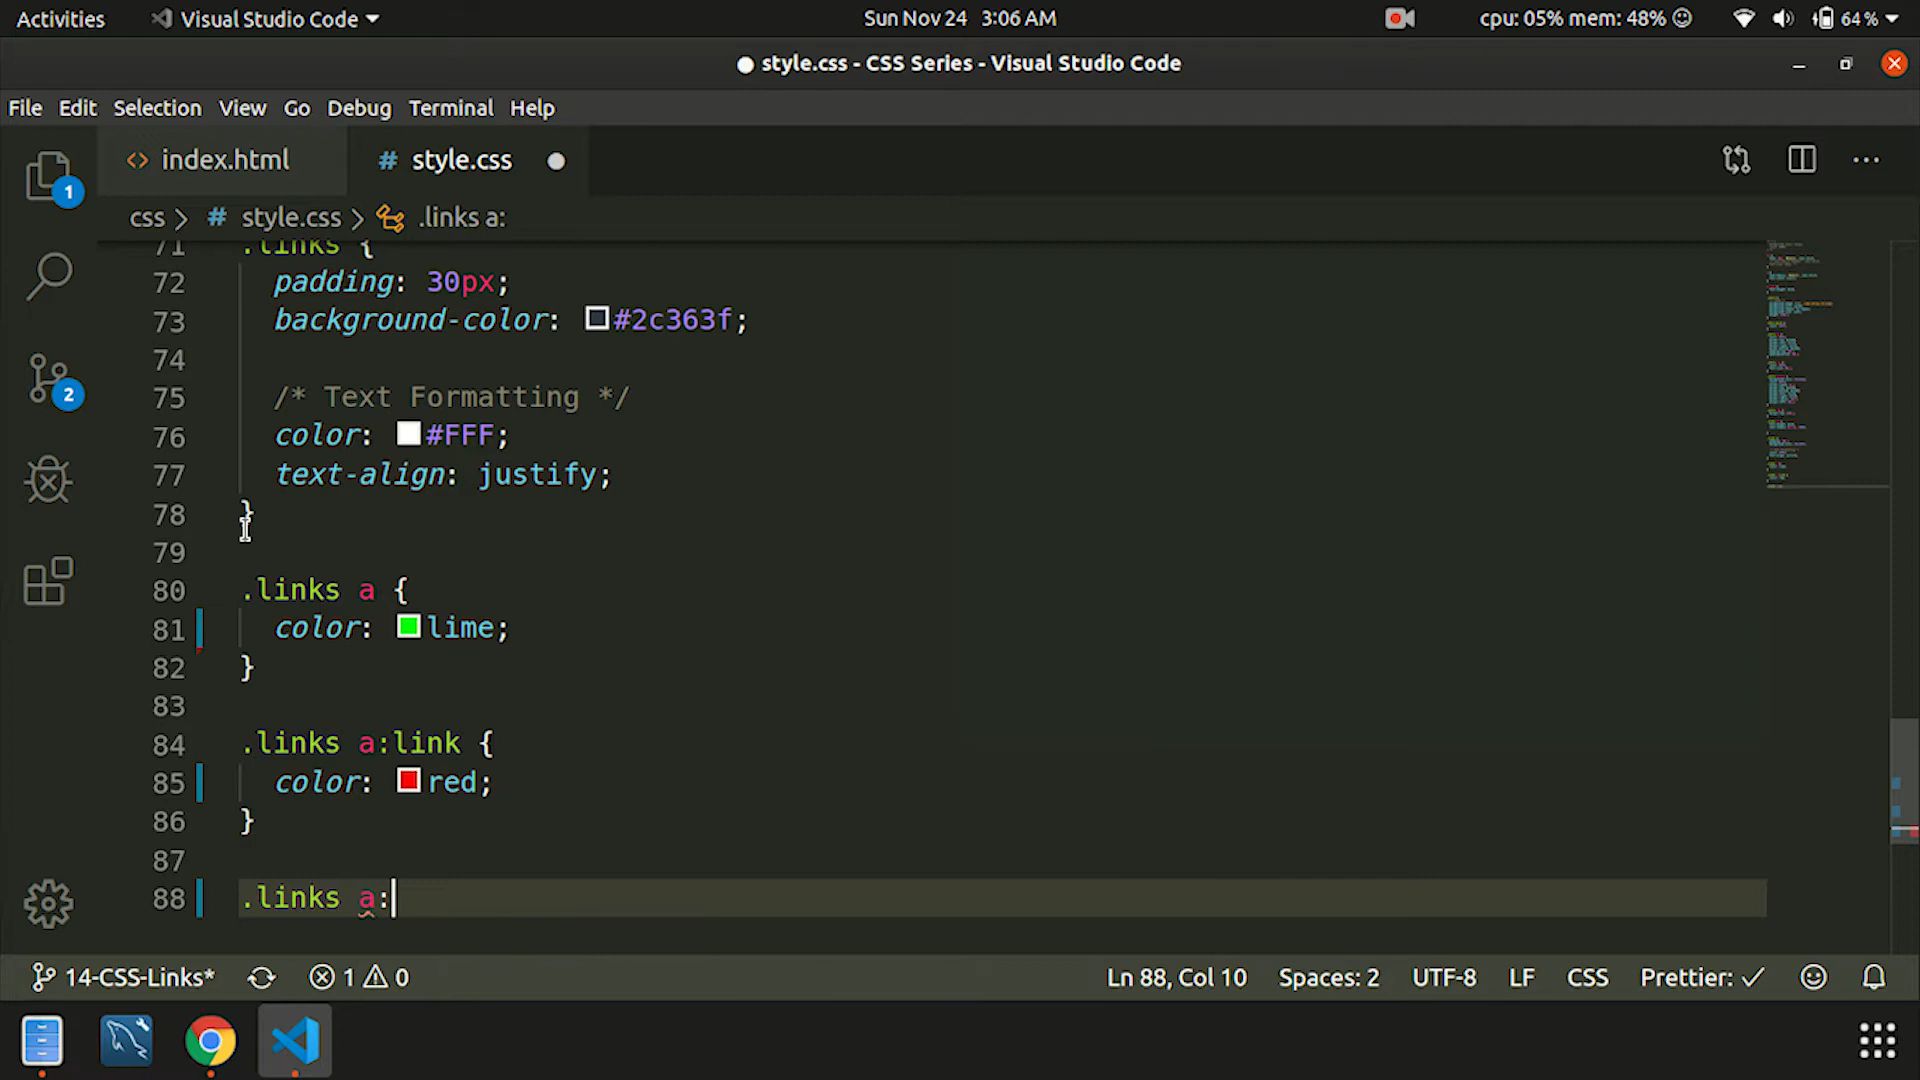 Activities Visual Studio Code Sun Nov 24 3:06 AM cpu: 05% mem: 48% 64 %
style.css - CSS Series - Visual Studio Code
File Edit Selection View Go Debug Terminal Help
index.html # style.css
css > # style.css > .links a:
71 .links {
72 padding: 30px;
73 background-color: #2c363f;
74
75 /* Text Formatting */
76 color: #FFF;
77 text-align: justify;
78 }
79
80 .links a {
81 color: lime;
82 }
83
84 .links a:link {
85 color: red;
86 }
87
88 .links a:
1
2
14-CSS-Links* 1 0 Ln 88, Col 10 Spaces: 2 UTF-8 LF CSS Prettier: ✓